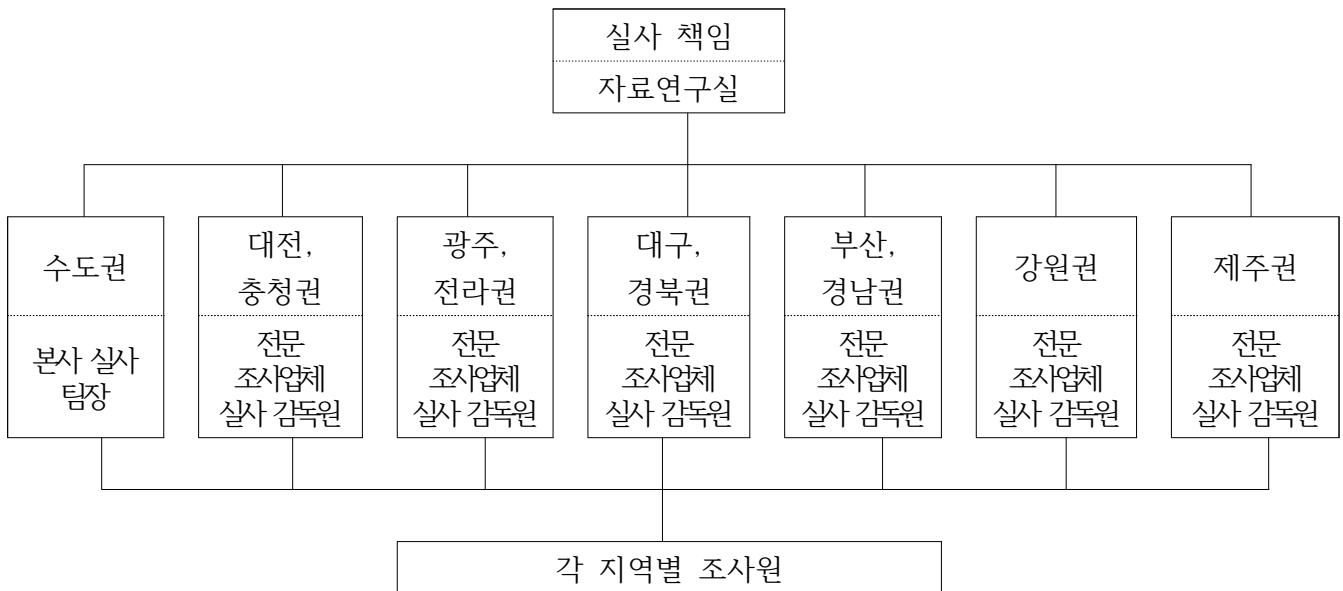 실사 책임
자료연구실
수도권
대전,
충청권
광주,
전라권
대구,
경북권
부산,
경남권
강원권
제주권
본사 실사
팀장
전문
조사업체
실사 감독원
전문
조사업체
실사 감독원
전문
조사업체
실사 감독원
전문
조사업체
실사 감독원
전문
조사업체
실사 감독원
전문
조사업체
실사 감독원
각 지역별 조사원